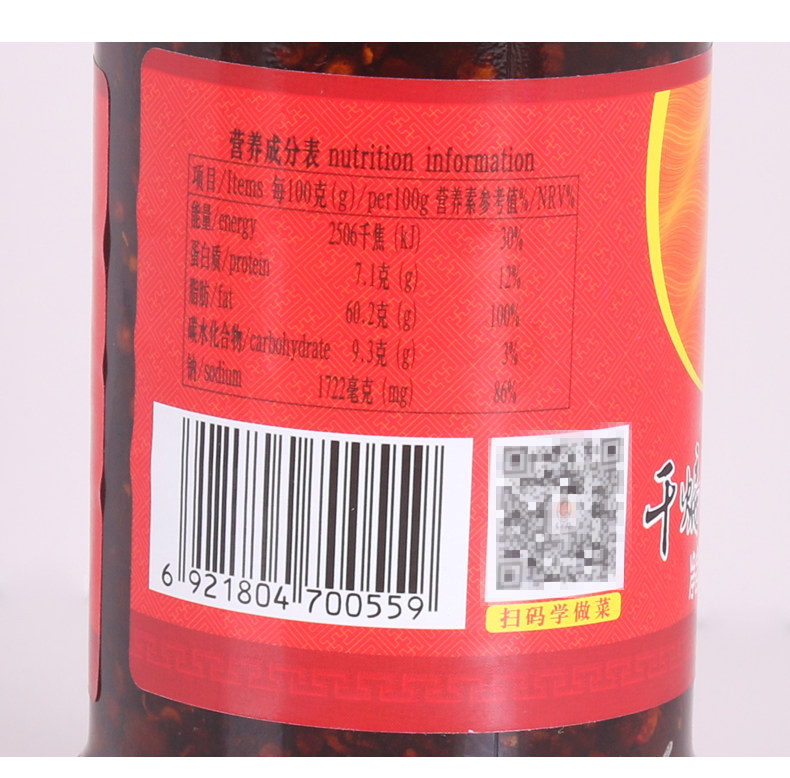 营养成分表 nutrition information
项目/Items 每100克(g)/per100g 营养素参考值%/NRV%
能量/energy 2506千焦(kJ) 30%
蛋白质/protein 7.1克(g) 12%
脂肪/fat 60.2克(g) 100%
碳水化合物/carbohydrate 9.3克(g) 3%
钠/sodium 1722毫克(mg) 86%
6 921804 700559
扫码学做菜
干煸